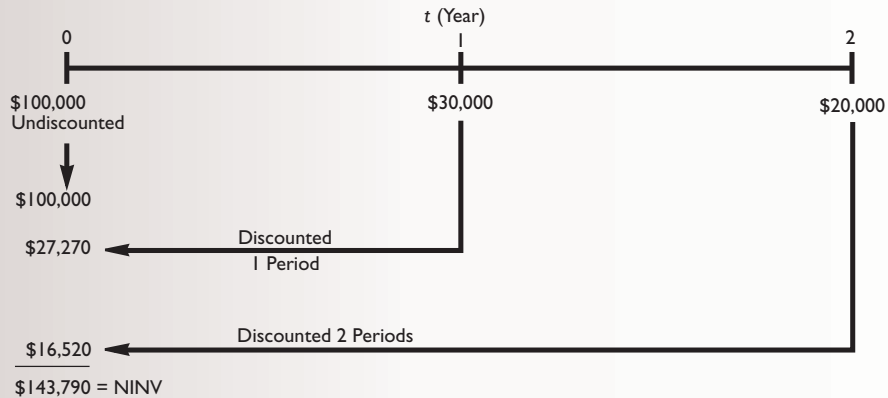 t (Year)
0
1
2
$100,000
Undiscounted
$30,000
$20,000
$100,000
$27,270
Discounted
1 Period
$16,520
Discounted 2 Periods
$143,790 = NINV